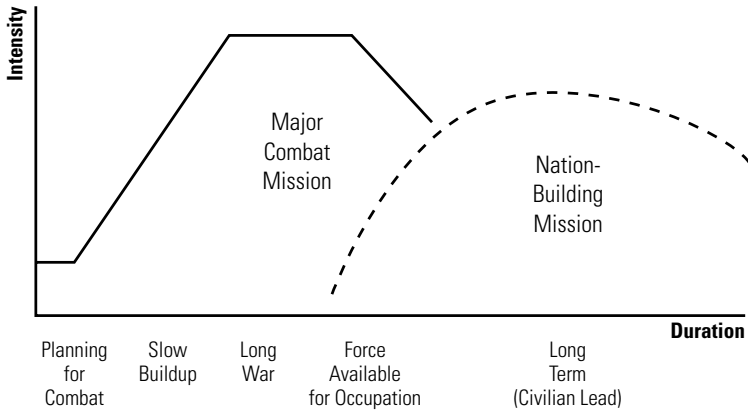 Intensity
Major
Combat
Mission
Nation-
Building
Mission
Duration
Planning
for
Combat
Slow
Buildup
Long
War
Force
Available
for Occupation
Long
Term
(Civilian Lead)